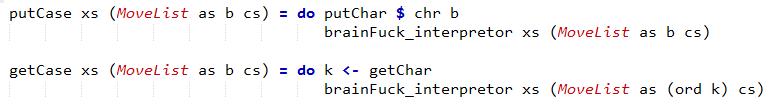 putCase xs (MoveList as b cs) = do putChar $ chr b
brainFuck_interpretor xs (MoveList as b cs)
getCase xs (MoveList as b cs) = do k <- getChar
brainFuck_interpretor xs (MoveList as (ord k) cs)